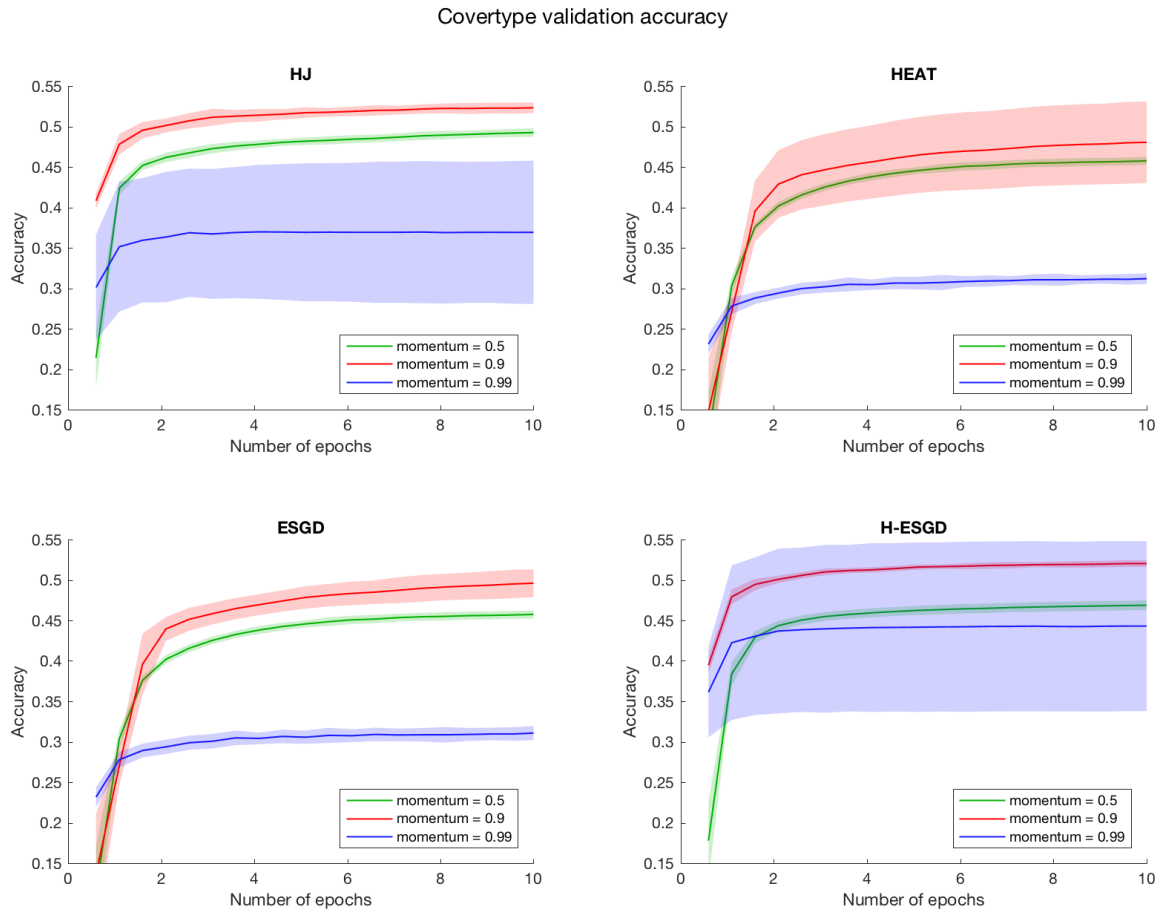 Covertype validation accuracy
HJ
0.55
0.5
0.45
0.4
0.35
0.3
0.25
0.2
0.15
Accuracy
0 2 4 6 8 10
Number of epochs
momentum = 0.5
momentum = 0.9
momentum = 0.99
HEAT
0.55
0.5
0.45
0.4
0.35
0.3
0.25
0.2
0.15
Accuracy
0 2 4 6 8 10
Number of epochs
momentum = 0.5
momentum = 0.9
momentum = 0.99
ESGD
0.55
0.5
0.45
0.4
0.35
0.3
0.25
0.2
0.15
Accuracy
0 2 4 6 8 10
Number of epochs
momentum = 0.5
momentum = 0.9
momentum = 0.99
H-ESGD
0.55
0.5
0.45
0.4
0.35
0.3
0.25
0.2
0.15
Accuracy
0 2 4 6 8 10
Number of epochs
momentum = 0.5
momentum = 0.9
momentum = 0.99